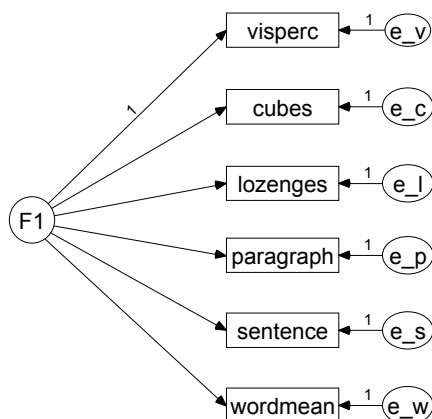 1 visperc 1 e_v
cubes 1 e_c
lozenges 1 e_l
F1
paragraph 1 e_p
sentence 1 e_s
wordmean 1 e_w